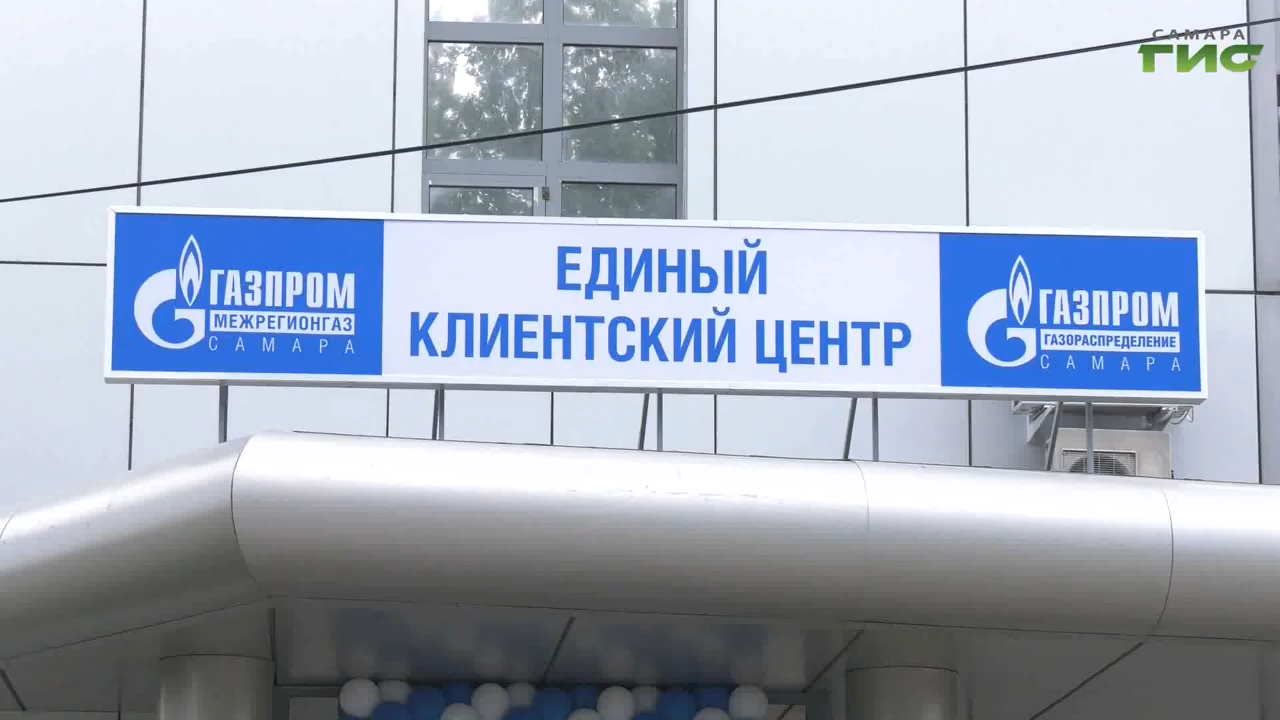 САМАРА
ГИС
ГАЗПРОМ
МЕЖРЕГИОНГАЗ
САМАРА
ЕДИНЫЙ
КЛИЕНТСКИЙ ЦЕНТР
ГАЗПРОМ
ГАЗОРАСПРЕДЕЛЕНИЕ
САМАРА